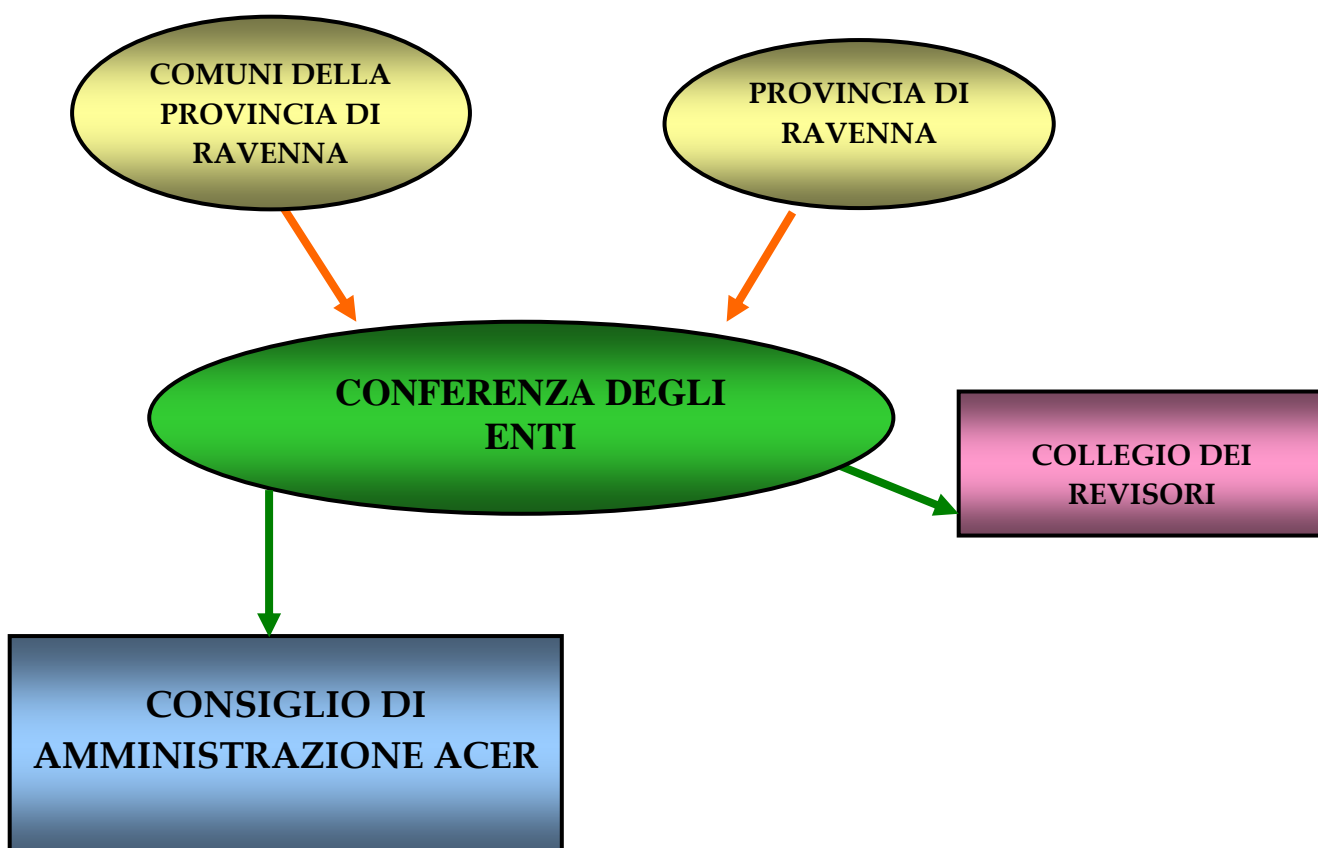 COMUNI DELLA
PROVINCIA DI
RAVENNA
PROVINCIA DI
RAVENNA
CONFERENZA DEGLI
ENTI
COLLEGIO DEI
REVISORI
CONSIGLIO DI
AMMINISTRAZIONE ACER